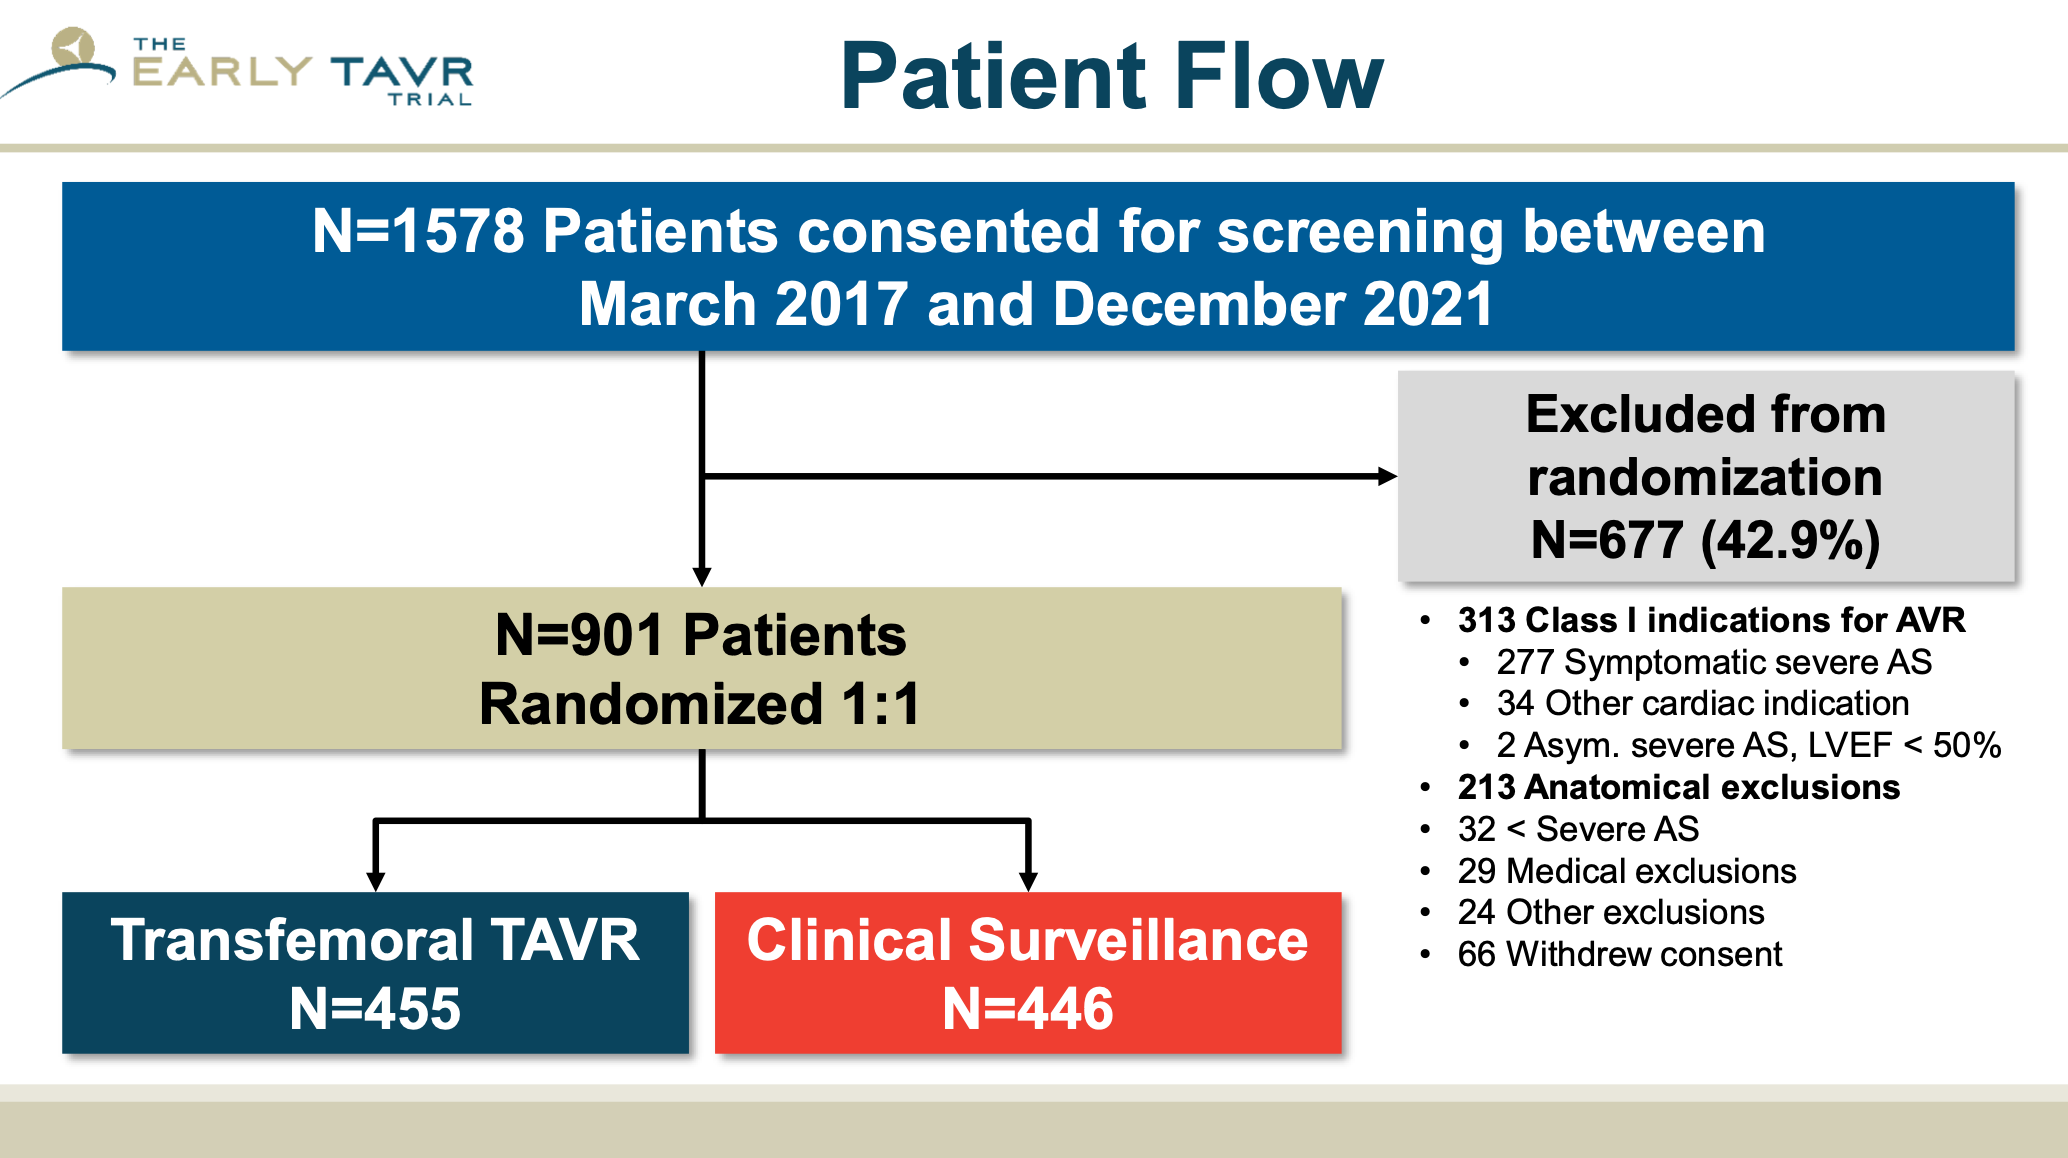 THE
EARLY TAVR
TRIAL
Patient Flow
N=1578 Patients consented for screening between
March 2017 and December 2021
Excluded from
randomization
N=677 (42.9%)
N=901 Patients
Randomized 1:1
• 313 Class I indications for AVR
• 277 Symptomatic severe AS
• 34 Other cardiac indication
• 2 Asym. severe AS, LVEF < 50%
• 213 Anatomical exclusions
• 32 < Severe AS
• 29 Medical exclusions
• 24 Other exclusions
• 66 Withdrew consent
Transfemoral TAVR
N=455
Clinical Surveillance
N=446